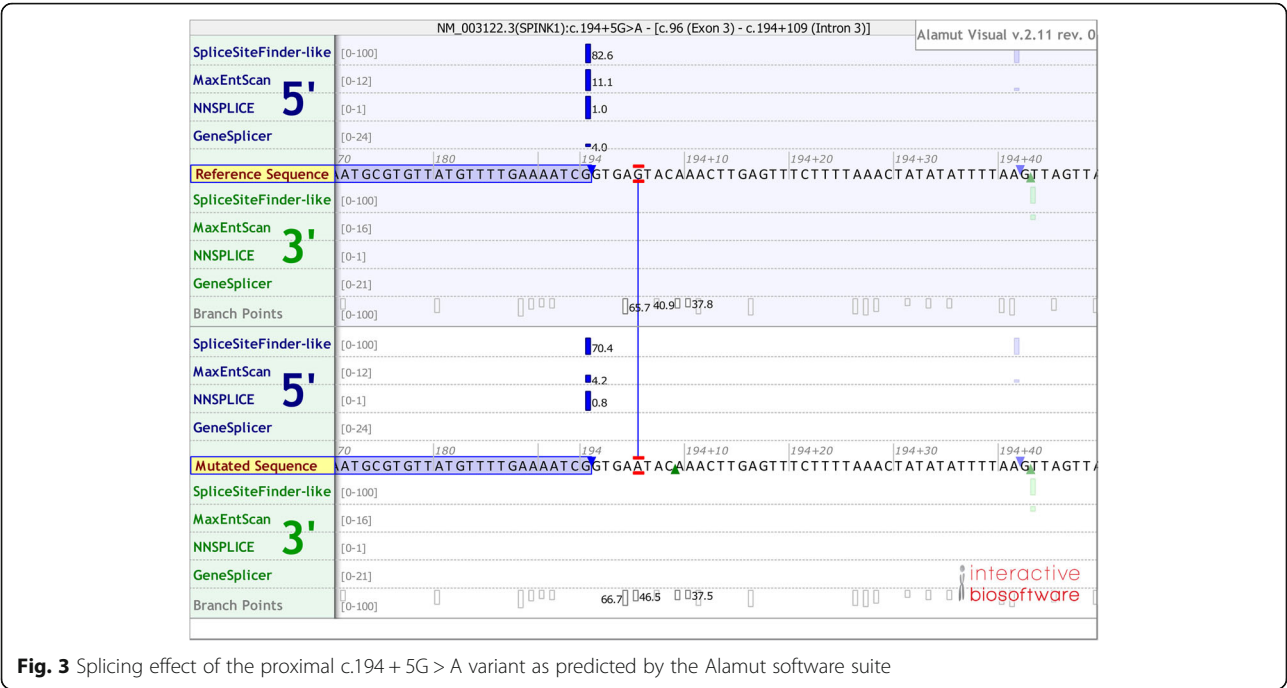 NM_003122.3(SPINK1):c.194+5G>A - [c.96 (Exon 3) - c.194+109 (Intron 3)]
Alamut Visual v.2.11 rev. 0
SpliceSiteFinder-like [0-100] 82.6
MaxEntScan [0-12] 11.1
5'
NNSPLICE [0-1] 1.0
GeneSplicer [0-24] 4.0
70 180 194 194+10 194+20 194+30 194+40
Reference Sequence AATGCGTGTTATGTTTTGAAAATCGGTGAGTACAAACTTGAGTTTCTTTTAAACTATATATTTTAAGTTAGTTA
SpliceSiteFinder-like [0-100]
MaxEntScan [0-16]
3'
NNSPLICE [0-1]
GeneSplicer [0-21]
Branch Points [0-100] 65.7 40.9 37.8
SpliceSiteFinder-like [0-100] 70.4
MaxEntScan [0-12] 4.2
5'
NNSPLICE [0-1] 0.8
GeneSplicer [0-24]
70 180 194 194+10 194+20 194+30 194+40
Mutated Sequence AATGCGTGTTATGTTTTGAAAATCGGTGAATACAAACTTGAGTTTCTTTTAAACTATATATTTTAAGTTAGTTA
SpliceSiteFinder-like [0-100]
MaxEntScan [0-16]
3'
NNSPLICE [0-1]
GeneSplicer [0-21]
interactive
biosoftware
Branch Points [0-100] 66.7 46.5 37.5
Fig. 3 Splicing effect of the proximal c.194 + 5G > A variant as predicted by the Alamut software suite